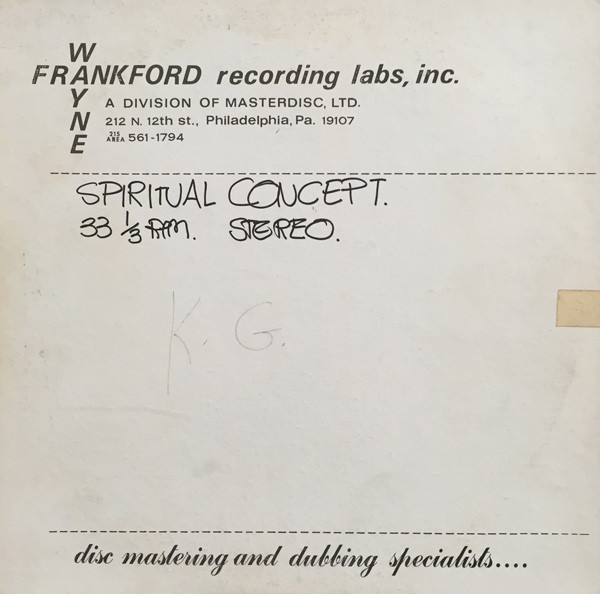 WAYNE
FRANKFORD recording labs, inc.
A DIVISION OF MASTERDISC, LTD.
212 N. 12th st., Philadelphia, Pa. 19107
215 AREA 561-1794
SPIRITUAL CONCEPT.
33 1/3 RPM. STEREO.
K. G.
disc mastering and dubbing specialists....